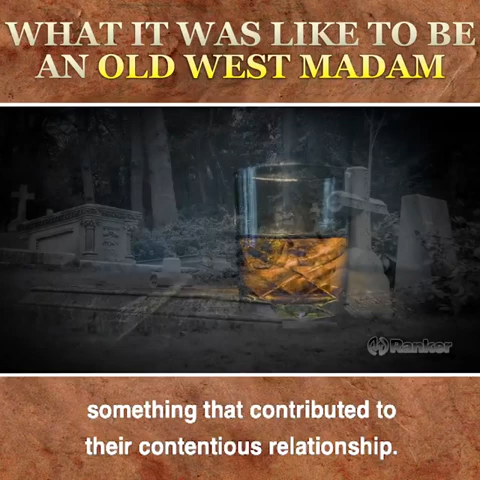 WHAT IT WAS LIKE TO BE
AN OLD WEST MADAM
Ranker
something that contributed to
their contentious relationship.